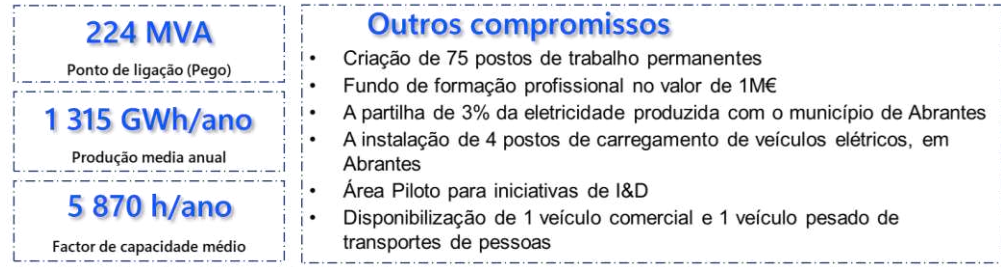 224 MVA
Ponto de ligação (Pego)
1 315 GWh/ano
Produção media anual
5 870 h/ano
Factor de capacidade médio
Outros compromissos
• Criação de 75 postos de trabalho permanentes
• Fundo de formação profissional no valor de 1M€
• A partilha de 3% da eletricidade produzida com o município de Abrantes
• A instalação de 4 postos de carregamento de veículos elétricos, em
Abrantes
• Área Piloto para iniciativas de I&D
• Disponibilização de 1 veículo comercial e 1 veículo pesado de
transportes de pessoas